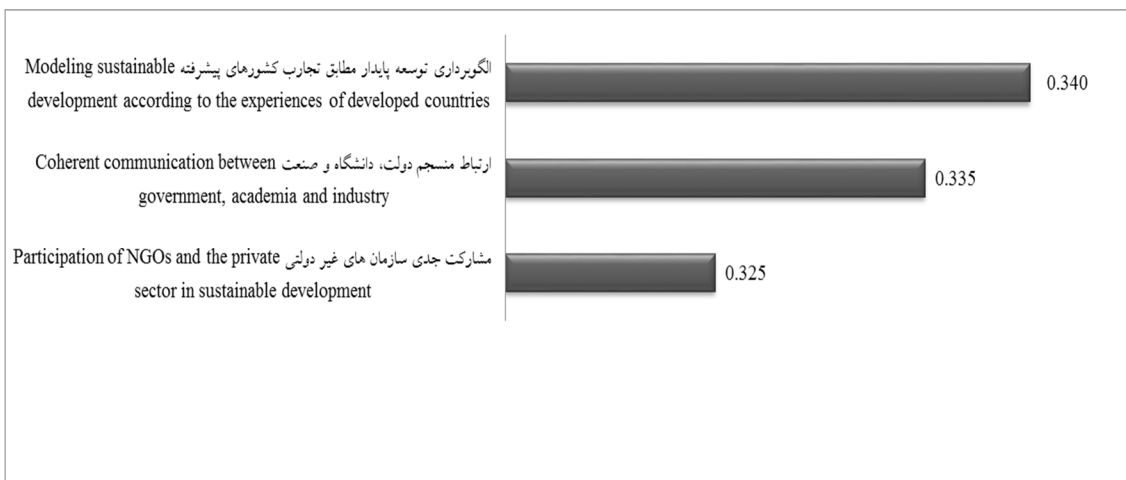 الگوبرداری توسعه پایدار مطابق تجارب کشورهای پیشرفته Modeling sustainable
development according to the experiences of developed countries
0.340
ارتباط منسجم دولت، دانشگاه و صنعت Coherent communication between
government, academia and industry
0.335
مشارکت جدی سازمان های غیر دولتی Participation of NGOs and the private
sector in sustainable development
0.325